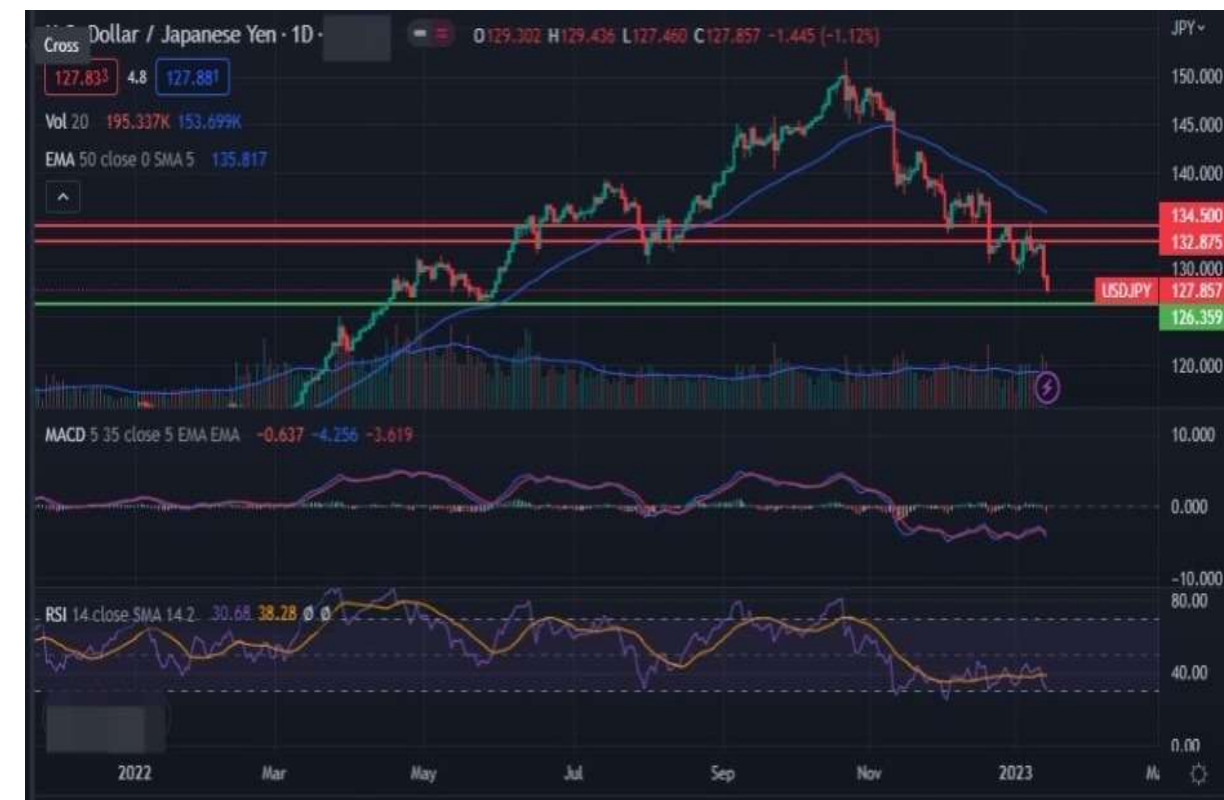 Dollar / Japanese Yen · 1D · O129.302 H129.436 L127.460 C127.857 -1.445 (-1.12%)
Cross
127.833 4.8 127.881
Vol 20 195.337K 153.699K
EMA 50 close 0 SMA 5 135.817
JPY
150.000
145.000
140.000
134.500
132.875
130.000
USDJPY 127.857
126.359
120.000
MACD 5 35 close 5 EMA EMA -0.637 -4.256 -3.619
10.000
0.000
-10.000
RSI 14 close SMA 14 2 30.68 38.28 Ø Ø
80.00
40.00
0.00
2022 Mar May Jul Sep Nov 2023